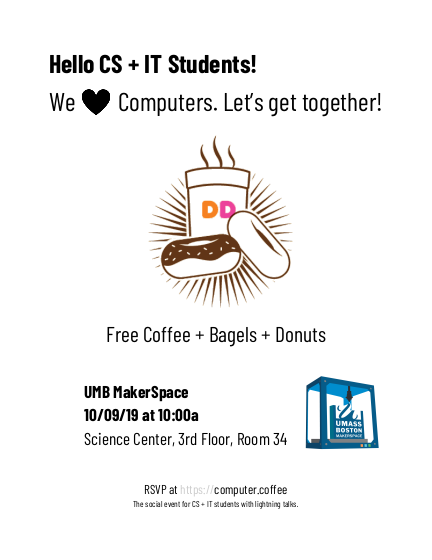 Hello CS + IT Students!
We ♥ Computers. Let's get together!
DD
Free Coffee + Bagels + Donuts
UMB MakerSpace
10/09/19 at 10:00a
Science Center, 3rd Floor, Room 34
UMASS
BOSTON
MAKERSPACE
RSVP at https://computer.coffee
The social event for CS + IT students with lightning talks.